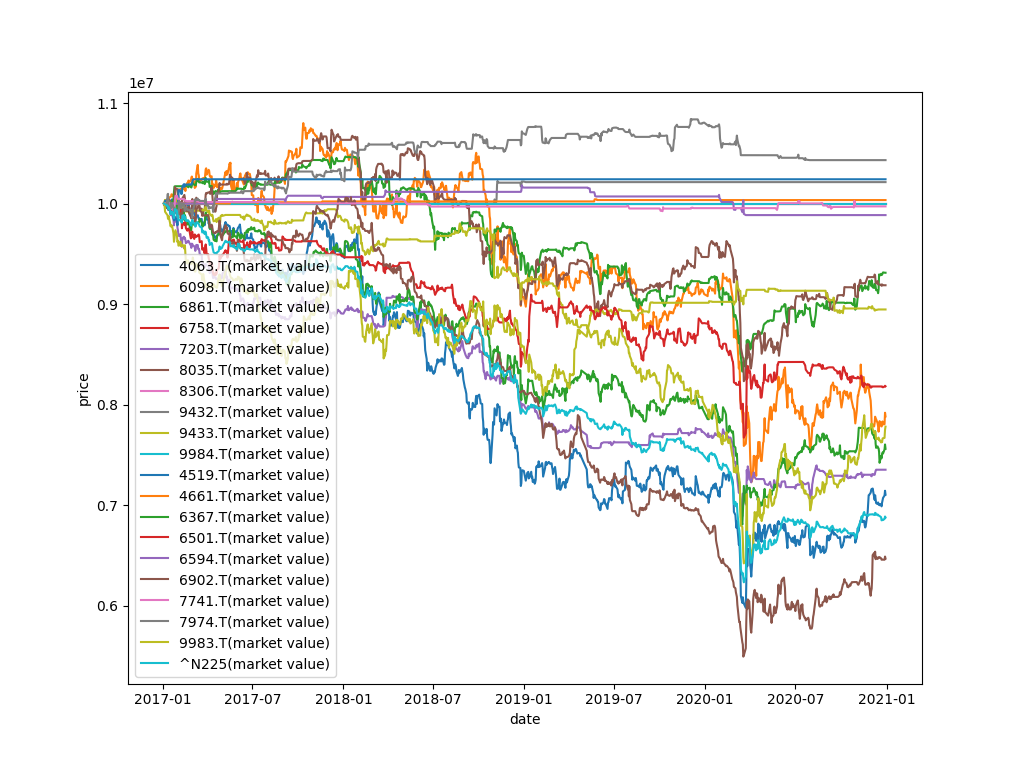 1e7
1.1
1.0
0.9
0.8
0.7
0.6
price
4063.T(market value)
6098.T(market value)
6861.T(market value)
6758.T(market value)
7203.T(market value)
8035.T(market value)
8306.T(market value)
9432.T(market value)
9433.T(market value)
9984.T(market value)
4519.T(market value)
4661.T(market value)
6367.T(market value)
6501.T(market value)
6594.T(market value)
6902.T(market value)
7741.T(market value)
7974.T(market value)
9983.T(market value)
^N225(market value)
2017-01 2017-07 2018-01 2018-07 2019-01 2019-07 2020-01 2020-07 2021-01
date